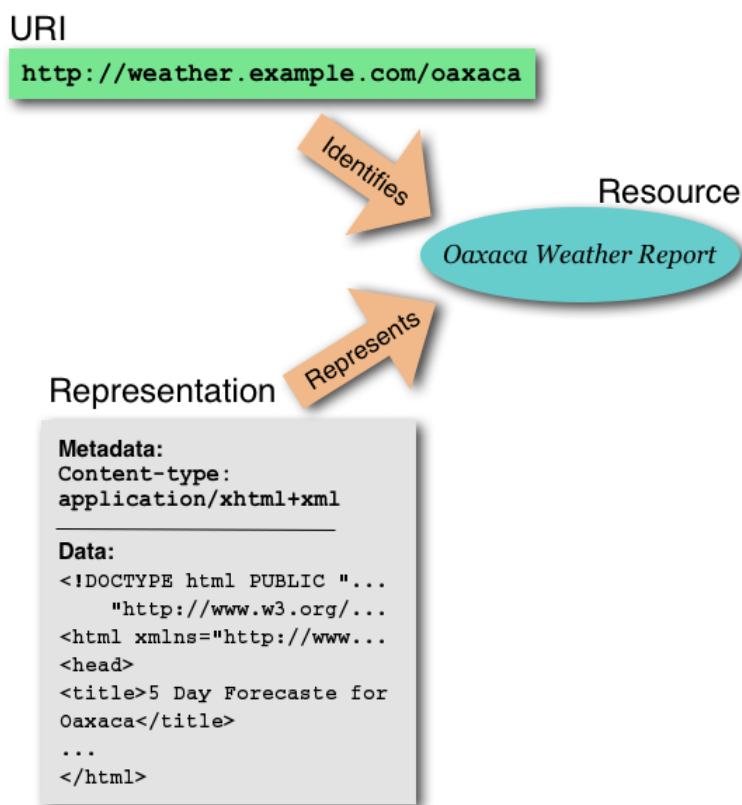 URI
http://weather.example.com/oaxaca
Identifies
Resource
Oaxaca Weather Report
Represents
Representation
Metadata:
Content-type:
application/xhtml+xml
Data:
<!DOCTYPE html PUBLIC "...
"http://www.w3.org/...
<html xmlns="http://www...
<head>
<title>5 Day Forecaste for
Oaxaca</title>
...
</html>